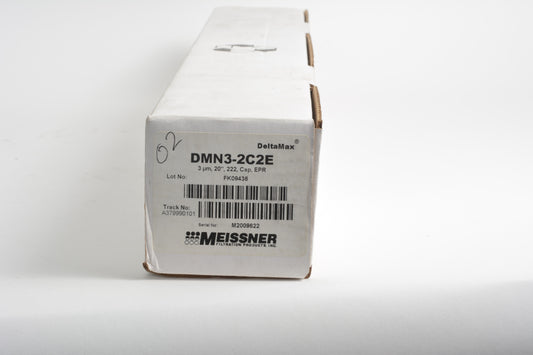 02
DeltaMax®
DMN3-2C2E
3 µm, 20", 222, Cap, EPR
Lot No: FK09436
Track No:
A379990101
Serial No: M2009622
MEISSNER
FILTRATION PRODUCTS, INC.